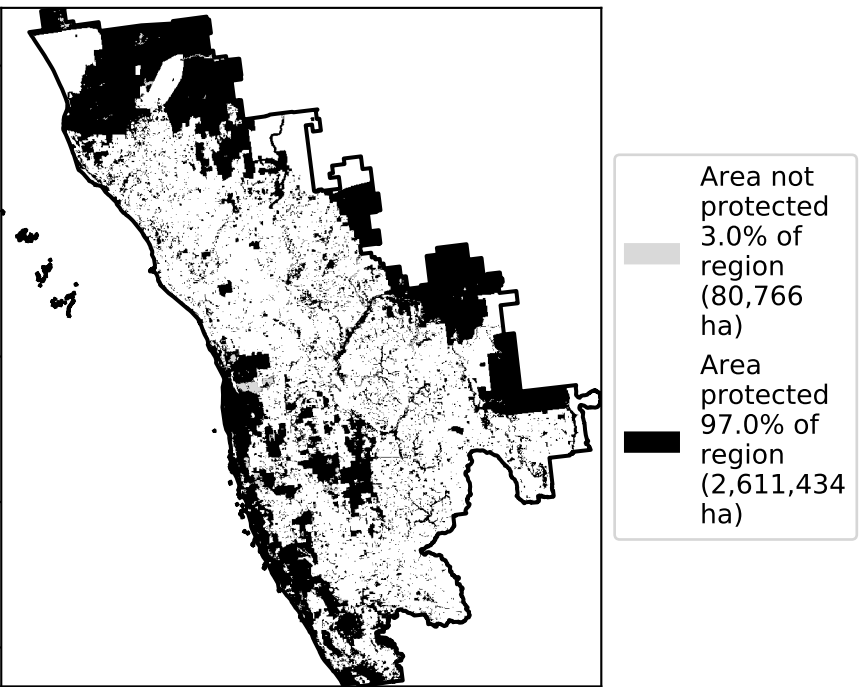 Area not
protected
3.0% of
region
(80,766
ha)
Area
protected
97.0% of
region
(2,611,434
ha)